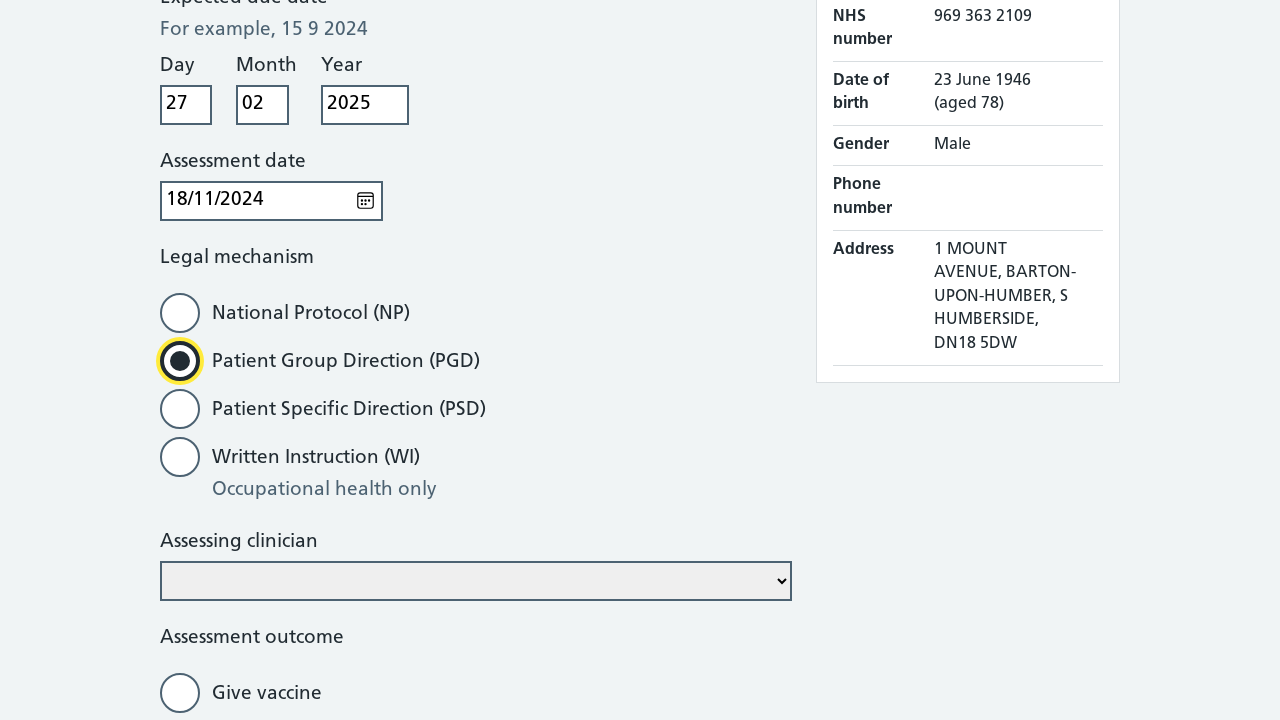 Expected due date
For example, 15 9 2024
Day Month Year
27 02 2025
Assessment date
18/11/2024
Legal mechanism
National Protocol (NP)
Patient Group Direction (PGD)
Patient Specific Direction (PSD)
Written Instruction (WI)
Occupational health only
Assessing clinician
Assessment outcome
Give vaccine
NHS
number
969 363 2109
Date of
birth
23 June 1946
(aged 78)
Gender
Male
Phone
number
Address
1 MOUNT
AVENUE, BARTON-
UPON-HUMBER, S
HUMBERSIDE,
DN18 5DW